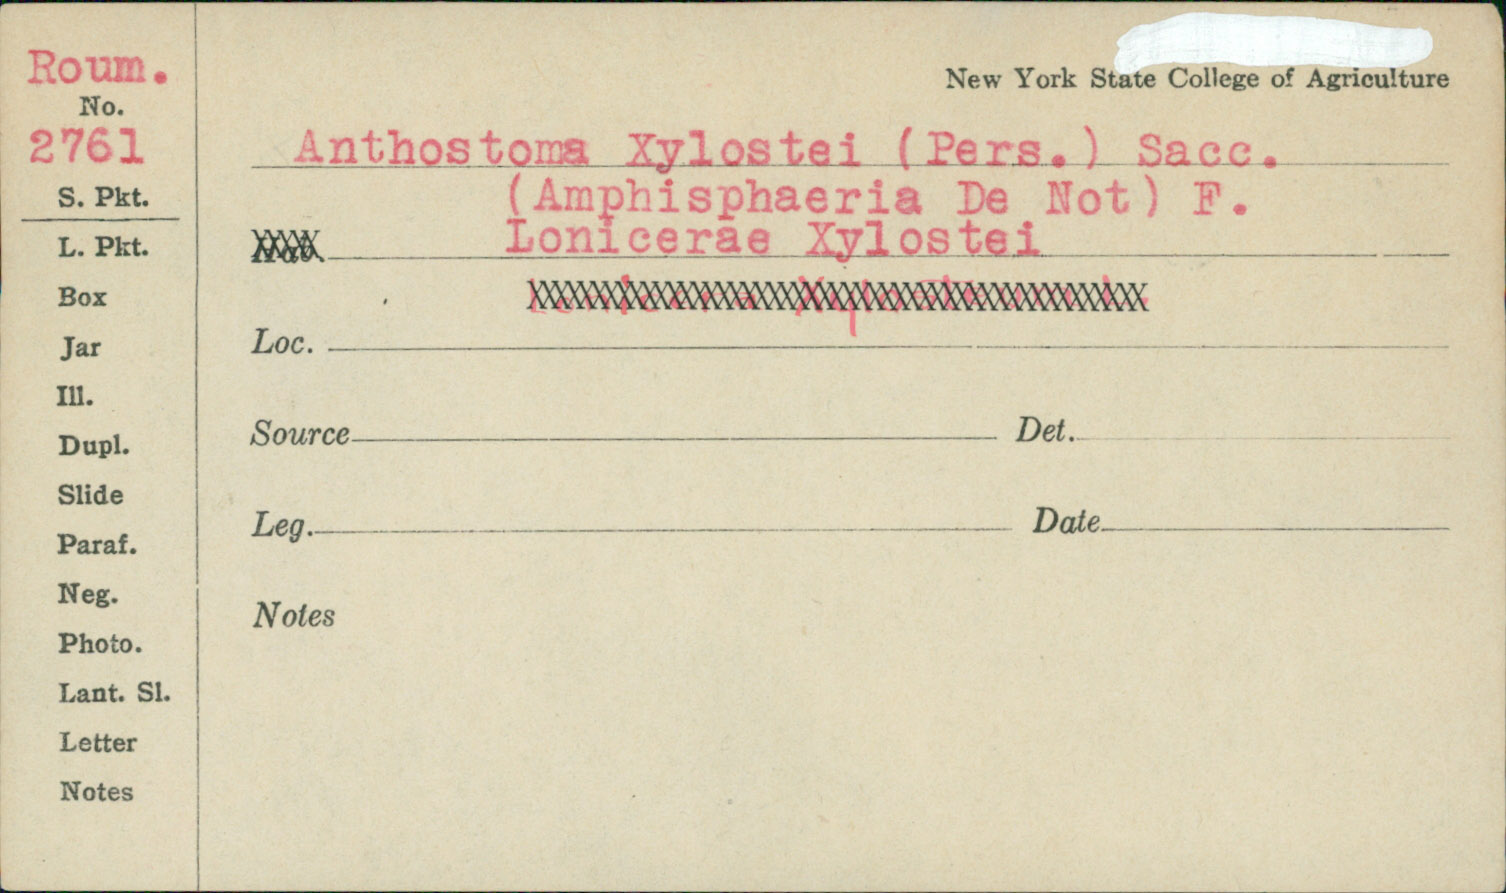 Roum.
No.
2761
S. Pkt.
L. Pkt.
Box
Jar
Ill.
Dupl.
Slide
Paraf.
Neg.
Photo.
Lant. Sl.
Letter
Notes
New York State College of Agriculture
Anthostoma Xylostei (Pers.) Sacc.
(Amphisphaeria De Not) F.
Lonicerae Xylostei
Loc.
Source Det.
Leg. Date
Notes